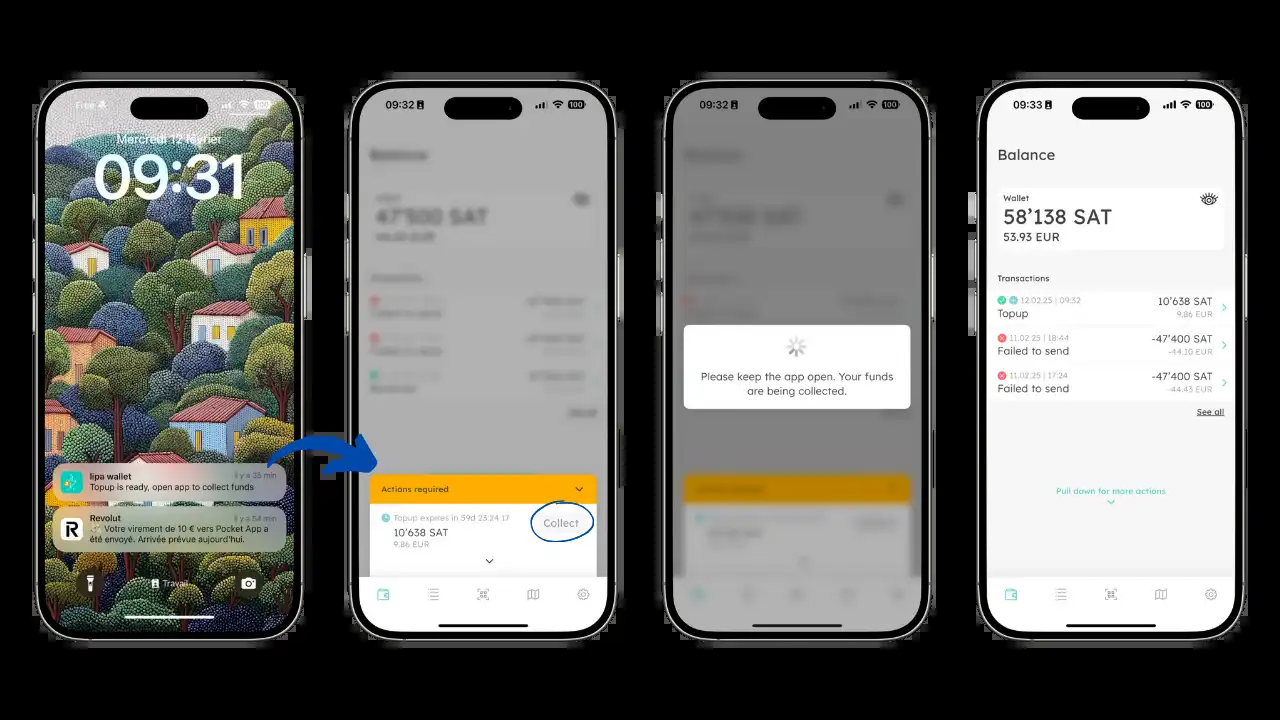 Free
Mercredi 12 février
09:31
lipa wallet
il y a 35 min
Topup is ready, open app to collect funds
Revolut
il y a 54 min
Votre virement de 10 € vers Pocket App a
été envoyé. Arrivée prévue aujourd'hui.
Travail
09:32
100
Balance
47'500 SAT
Actions required
Topup expires in 39d 23:24:17
10'638 SAT
9.86 EUR
Collect
09:32
100
47'500 SAT
Please keep the app open. Your funds
are being collected.
09:33
100
Balance
Wallet
58'138 SAT
53.93 EUR
Transactions
12.02.25 | 09:32
10'638 SAT
Topup
9.86 EUR
11.02.25 | 18:44
-47'400 SAT
Failed to send
-44.10 EUR
11.02.25 | 17:24
-47'400 SAT
Failed to send
-44.43 EUR
See all
Pull down for more actions